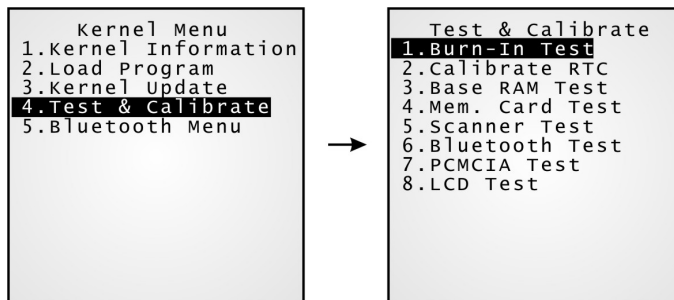 Kernel Menu
1.Kernel Information
2.Load Program
3.Kernel Update
4.Test & Calibrate
5.Bluetooth Menu
Test & Calibrate
1.Burn-In Test
2.Calibrate RTC
3.Base RAM Test
4.Mem. Card Test
5.Scanner Test
6.Bluetooth Test
7.PCMCIA Test
8.LCD Test